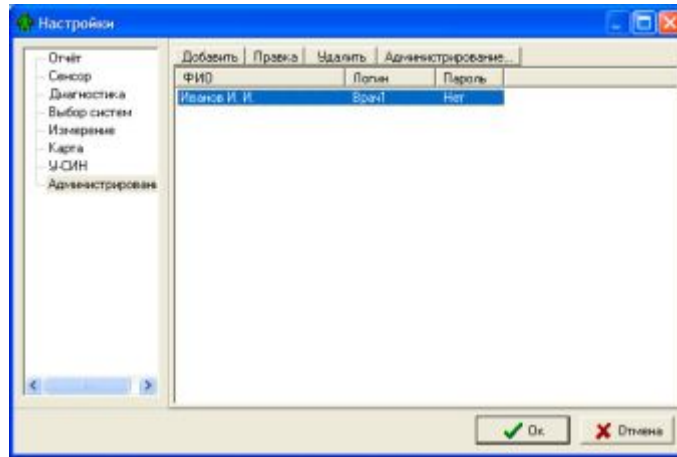 Настройки
Отчёт
Сенсор
Диагностика
Выбор систем
Измерение
Карта
У-СИН
Администрировани
Добавить Правка Удалить Администрирование...
ФИО Логин Пароль
Иванов И. И. Врач1 Нет
Ок Отмена